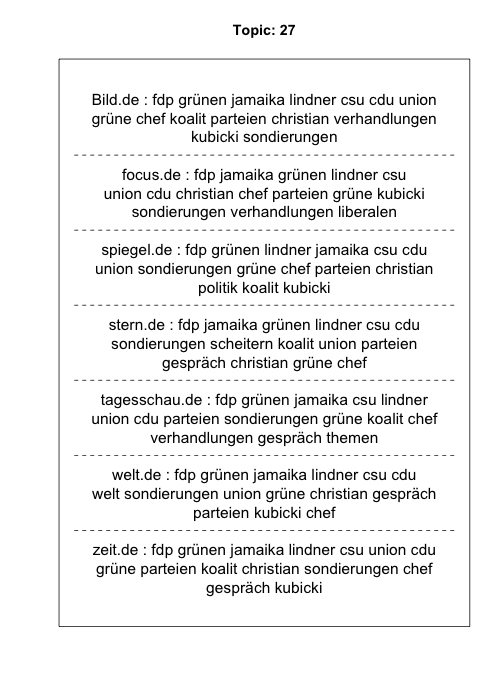 Topic: 27
Bild.de : fdp grünen jamaika lindner csu cdu union
grüne chef koalit parteien christian verhandlungen
kubicki sondierungen
focus.de : fdp jamaika grünen lindner csu
union cdu christian chef parteien grüne kubicki
sondierungen verhandlungen liberalen
spiegel.de : fdp grünen lindner jamaika csu cdu
union sondierungen grüne chef parteien christian
politik koalit kubicki
stern.de : fdp jamaika grünen lindner csu cdu
sondierungen scheitern koalit union parteien
gespräch christian grüne chef
tagesschau.de : fdp grünen jamaika csu lindner
union cdu parteien sondierungen grüne koalit chef
verhandlungen gespräch themen
welt.de : fdp grünen jamaika lindner csu cdu
welt sondierungen union grüne christian gespräch
parteien kubicki chef
zeit.de : fdp grünen jamaika lindner csu union cdu
grüne parteien koalit christian sondierungen chef
gespräch kubicki